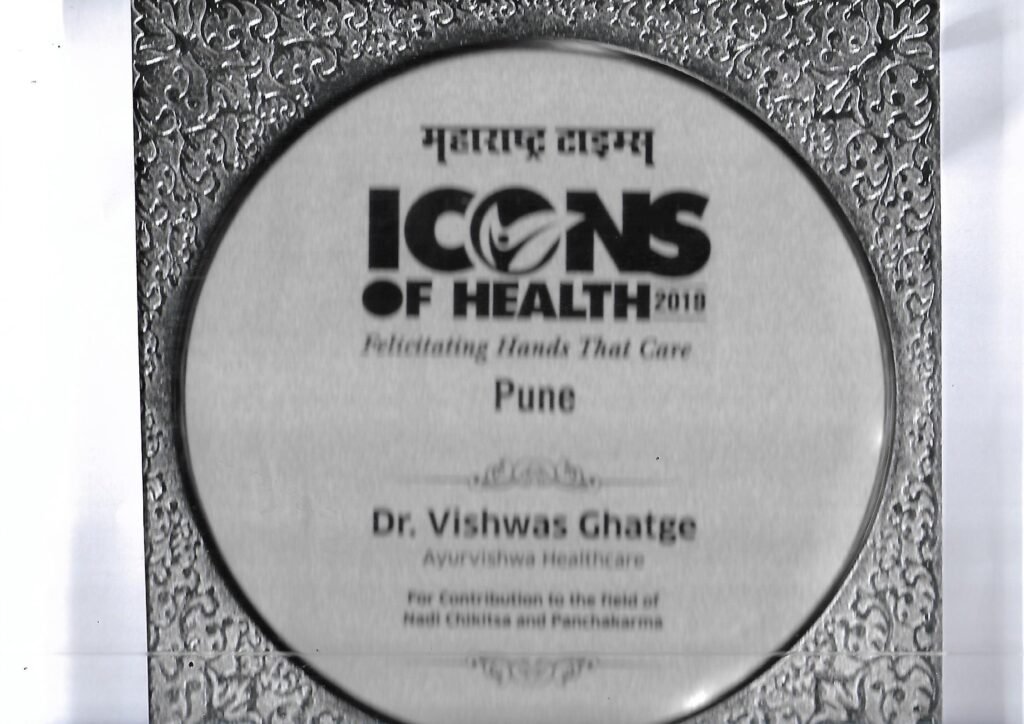 महाराष्ट्र टाइम्स
ICONS
OF HEALTH 2019
Felicitating Hands That Care
Pune
Dr. Vishwas Ghatge
Ayurvishwa Healthcare
For Contribution to the field of
Nadi Chikitsa and Panchakarma